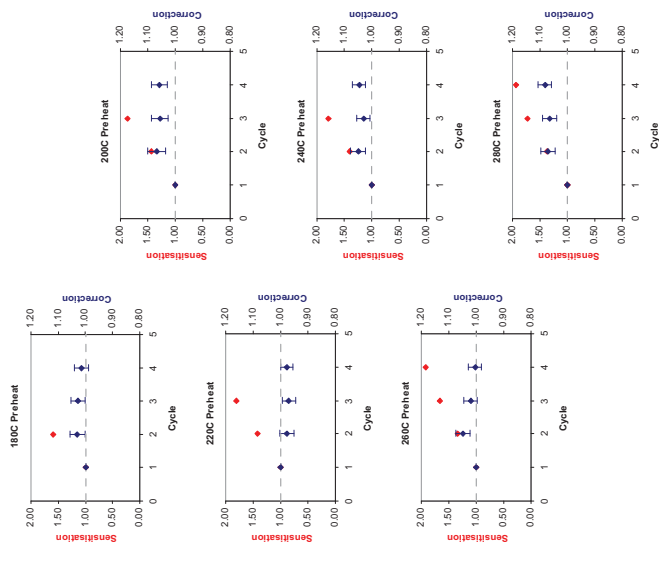 180C Preheat
Sensitisation
2.00
1.50
1.00
0.50
0.00
Correction
1.20
1.10
1.00
0.90
0.80
0 1 2 3 4 5
Cycle
200C Preheat
Sensitisation
2.00
1.50
1.00
0.50
0.00
Correction
1.20
1.10
1.00
0.90
0.80
0 1 2 3 4 5
Cycle
220C Preheat
Sensitisation
2.00
1.50
1.00
0.50
0.00
Correction
1.20
1.10
1.00
0.90
0.80
0 1 2 3 4 5
Cycle
240C Preheat
Sensitisation
2.00
1.50
1.00
0.50
0.00
Correction
1.20
1.10
1.00
0.90
0.80
0 1 2 3 4 5
Cycle
260C Preheat
Sensitisation
2.00
1.50
1.00
0.50
0.00
Correction
1.20
1.10
1.00
0.90
0.80
0 1 2 3 4 5
Cycle
280C Preheat
Sensitisation
2.00
1.50
1.00
0.50
0.00
Correction
1.20
1.10
1.00
0.90
0.80
0 1 2 3 4 5
Cycle